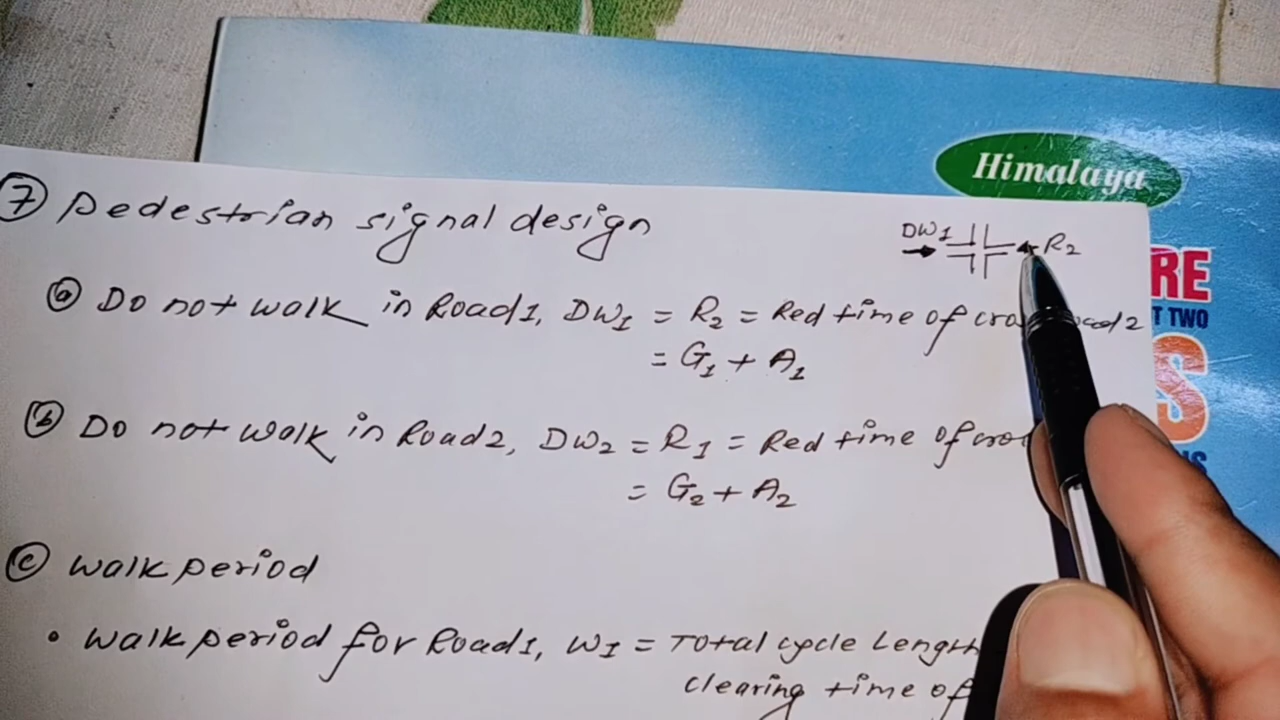 Himalaya
⑦ Pedestrian signal design
DW1 R2
RE
T TWO
S
ⓐ Do not walk in Road1, DW1 = R2 = Red time of
= G1 + A1
ⓑ Do not walk in Road2, DW2 = R1 = Red time of
= G2 + A2
ⓒ walk period
• walk period for Road1, W1 = Total cycle Length
clearing time of